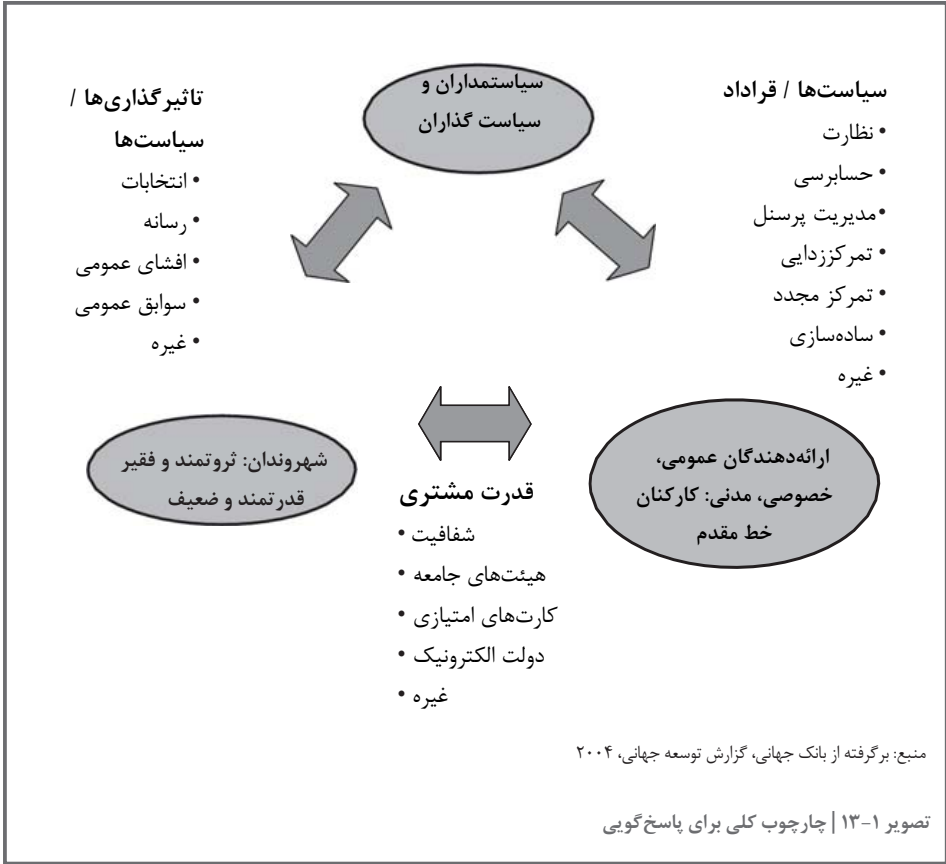 سیاستمداران و
سیاست گذاران
سیاست‌ها / قراداد
• نظارت
• حسابرسی
•مدیریت پرسنل
• تمرکززدایی
• تمرکز مجدد
• ساده‌سازی
• غیره
تاثیرگذاری‌ها /
سیاست‌ها
• انتخابات
• رسانه
• افشای عمومی
• سوابق عمومی
• غیره
ارائه‌دهندگان عمومی،
خصوصی، مدنی: کارکنان
خط مقدم
شهروندان: ثروتمند و فقیر
قدرتمند و ضعیف
قدرت مشتری
شفافیت •
هیئت‌های جامعه •
کارت‌های امتیازی •
دولت الکترونیک •
غیره •
منبع: برگرفته از بانک جهانی، گزارش توسعه جهانی، ۲۰۰۴
تصویر ۱-۱۳ | چارچوب کلی برای پاسخ‌گویی